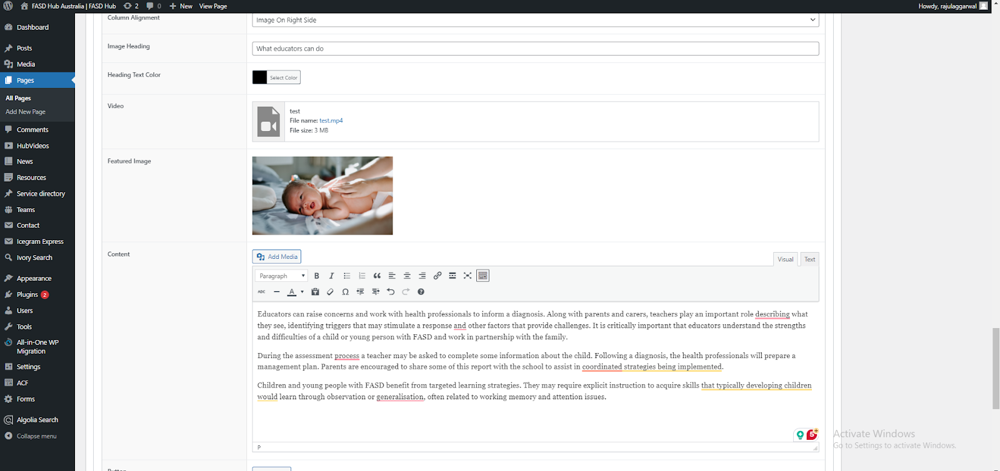 FASD Hub Australia | FASD Hub 2 0 New View Page Howdy, rajulaggarwal
Dashboard
Posts
Media
Pages
All Pages
Add New Page
Comments
HubVideos
News
Resources
Service directory
Teams
Contact
Icegram Express
Ivory Search
Appearance
Plugins 2
Users
Tools
All-in-One WP
Migration
Settings
ACF
Forms
Algolia Search
Collapse menu
Column Alignment
Image On Right Side
Image Heading
What educators can do
Heading Text Color
Select Color
Video
test
File name: test.mp4
File size: 3 MB
Featured Image
Content
Add Media
Visual Text
Paragraph
ABC
Educators can raise concerns and work with health professionals to inform a diagnosis. Along with parents and carers, teachers play an important role describing what
they see, identifying triggers that may stimulate a response and other factors that provide challenges. It is critically important that educators understand the strengths
and difficulties of a child or young person with FASD and work in partnership with the family.
During the assessment process a teacher may be asked to complete some information about the child. Following a diagnosis, the health professionals will prepare a
management plan. Parents are encouraged to share some of this report with the school to assist in coordinated strategies being implemented.
Children and young people with FASD benefit from targeted learning strategies. They may require explicit instruction to acquire skills that typically developing children
would learn through observation or generalisation, often related to working memory and attention issues.
P
Activate Windows
Go to Settings to activate Windows.